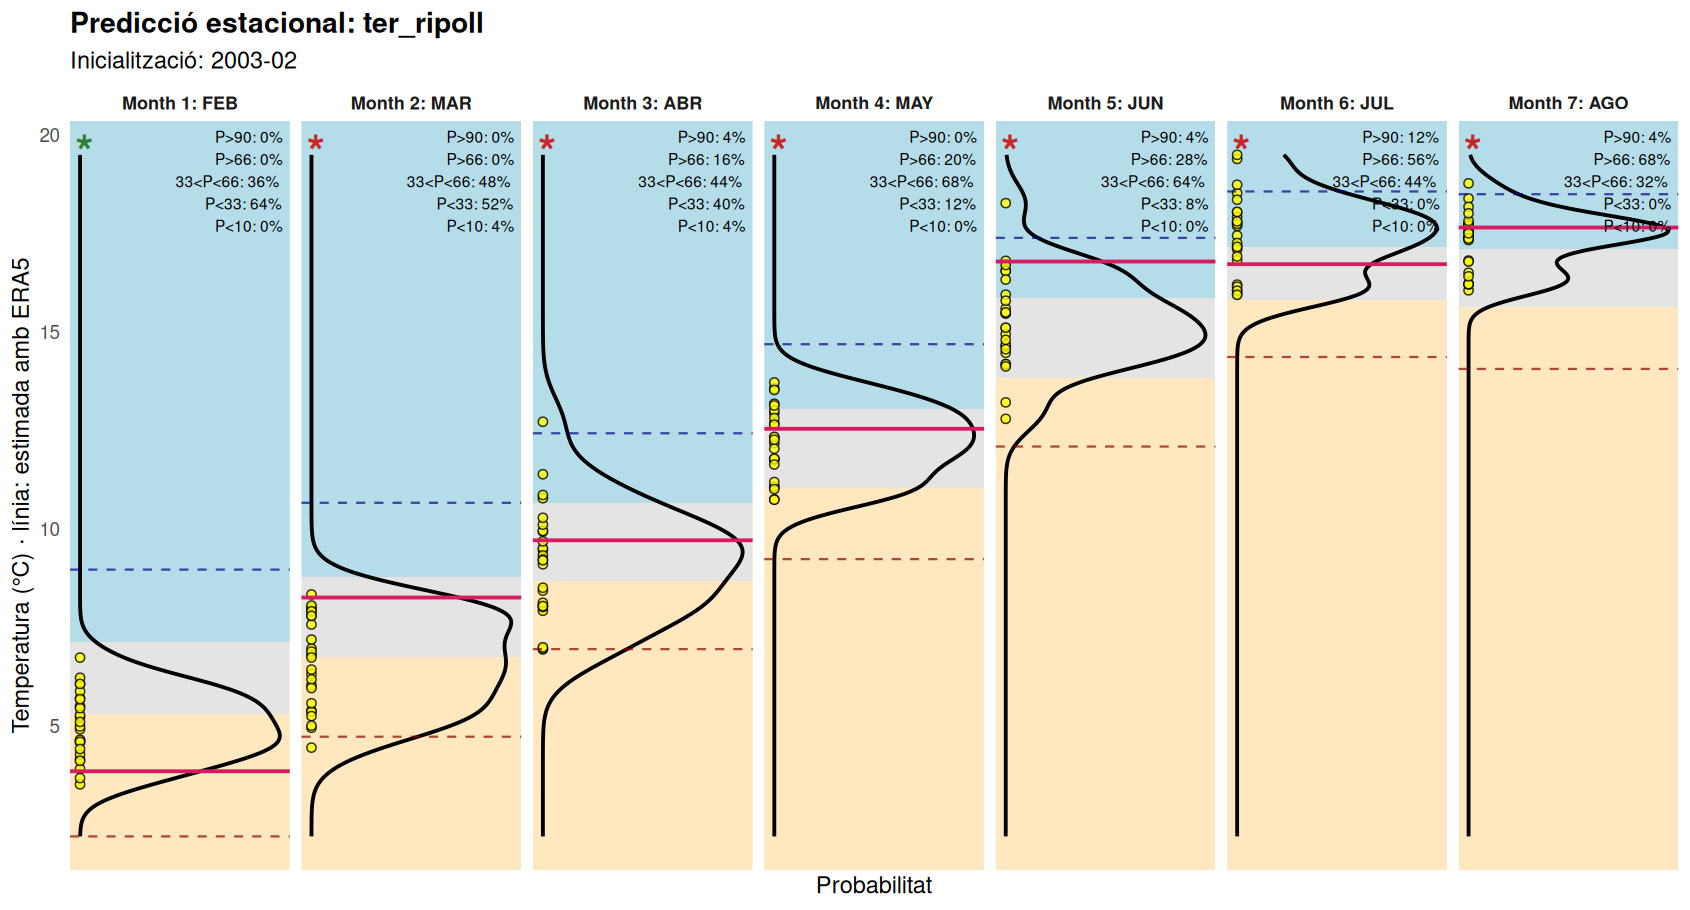 Predicció estacional: ter_ripoll
Inicialització: 2003-02
Month 1: FEB
Month 2: MAR
Month 3: ABR
Month 4: MAY
Month 5: JUN
Month 6: JUL
Month 7: AGO
Temperatura (°C) · línia: estimada amb ERA5
20
15
10
5
*
P>90: 0%
P>66: 0%
33<P<66: 36%
P<33: 64%
P<10: 0%
*
P>90: 0%
P>66: 0%
33<P<66: 48%
P<33: 52%
P<10: 4%
*
P>90: 4%
P>66: 16%
33<P<66: 44%
P<33: 40%
P<10: 4%
*
P>90: 0%
P>66: 20%
33<P<66: 68%
P<33: 12%
P<10: 0%
*
P>90: 4%
P>66: 28%
33<P<66: 64%
P<33: 8%
P<10: 0%
*
P>90: 12%
P>66: 56%
33<P<66: 44%
P<33: 0%
P<10: 0%
*
P>90: 4%
P>66: 68%
33<P<66: 32%
P<33: 0%
P<10: 0%
Probabilitat